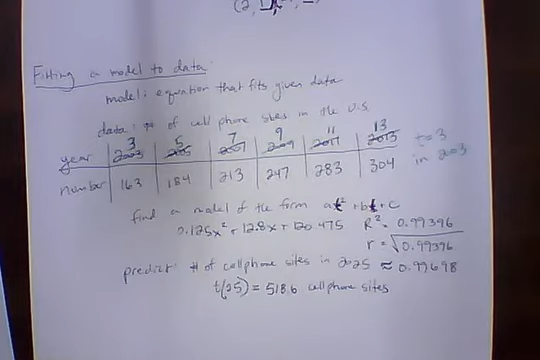 Fitting a model to data:
model: equation that fits given data
data: # of cell phone sites in the U.S.
3 5 7 9 11 13
year 2003 2005 2007 2009 2011 2013 t=3
number 163 184 213 247 283 304 in 2003
find a model of the form at² + bt + c
0.125x² + 12.8x + 120.475 R² = 0.99396
r = √0.99396
predict: # of cellphone sites in 2025 ≈ 0.99698
t(25) = 518.6 cellphone sites